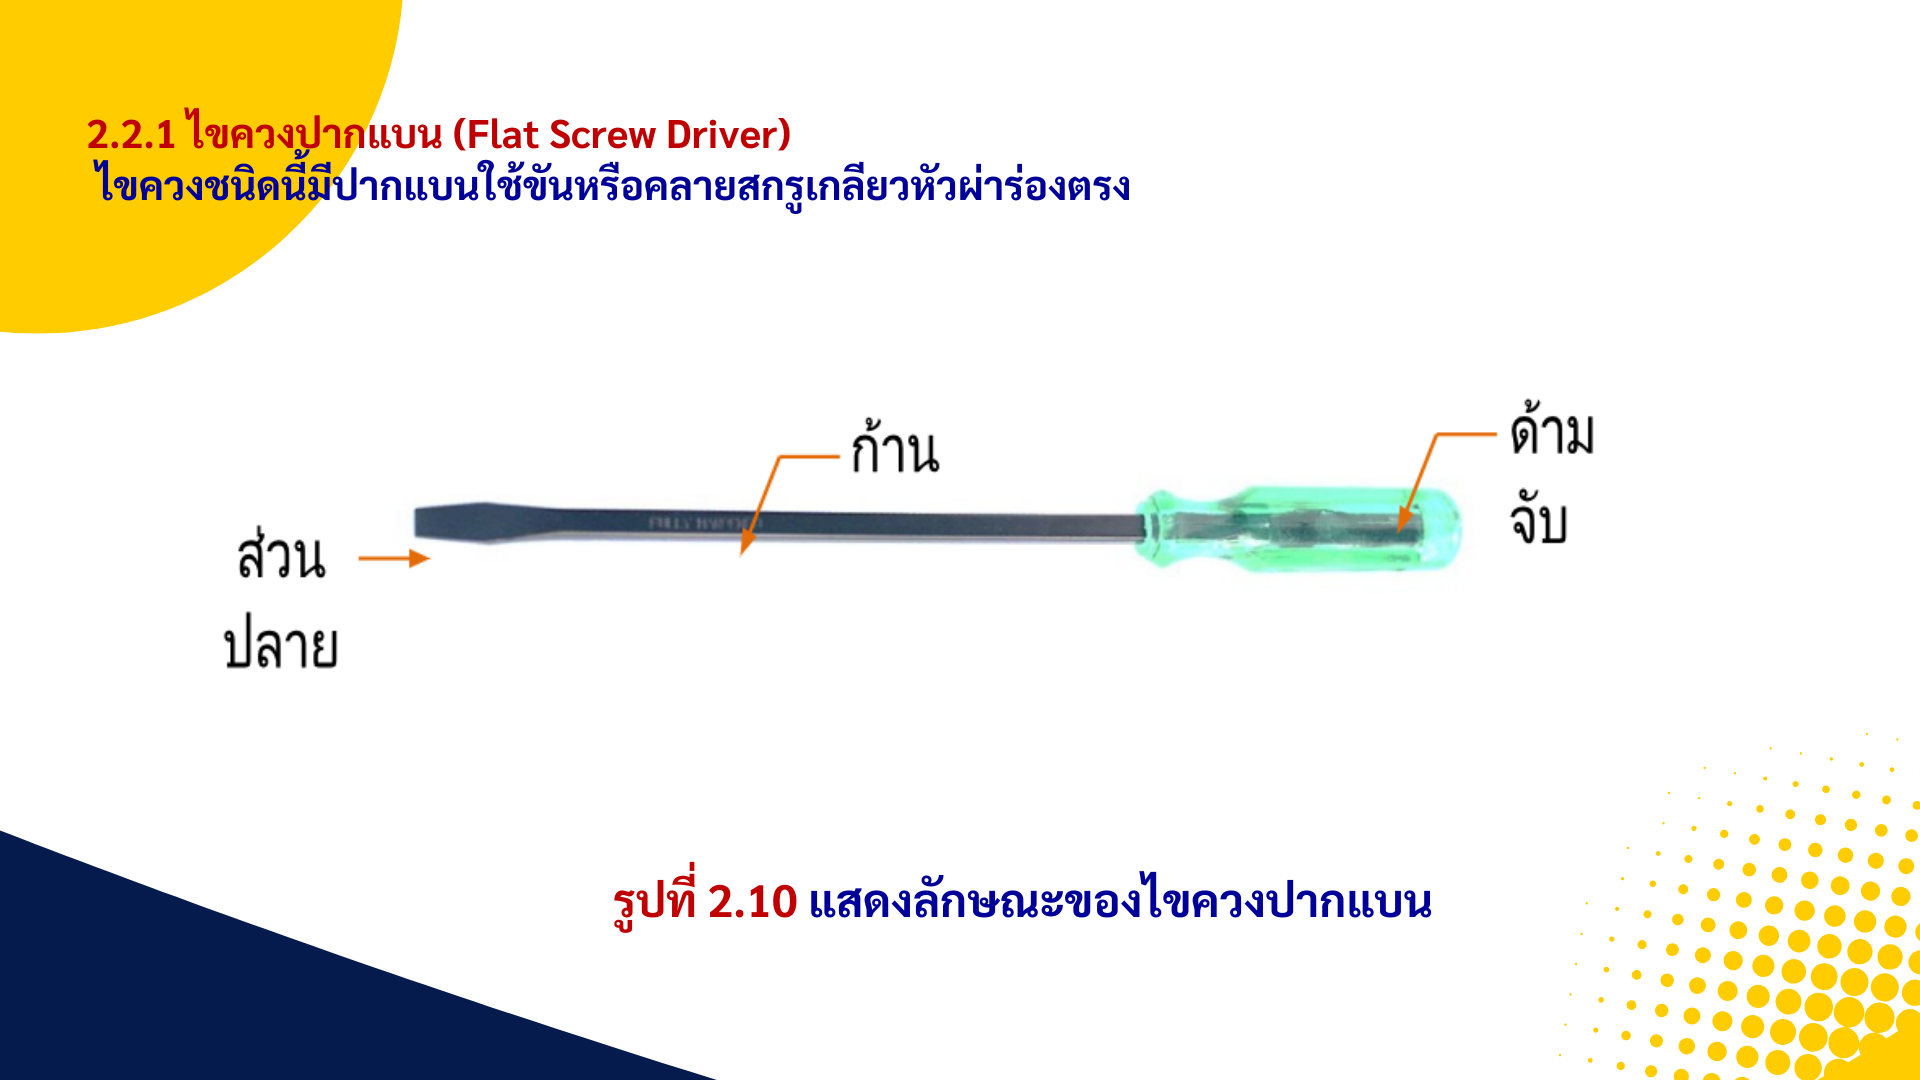 2.2.1 ไขควงปากแบน (Flat Screw Driver)
ไขควงชนิดนี้มีปากแบนใช้ขันหรือคลายสกรูเกลียวหัวผ่าร่องตรง
ก้าน
ด้าม
จับ
ส่วน
ปลาย
รูปที่ 2.10 แสดงลักษณะของไขควงปากแบน